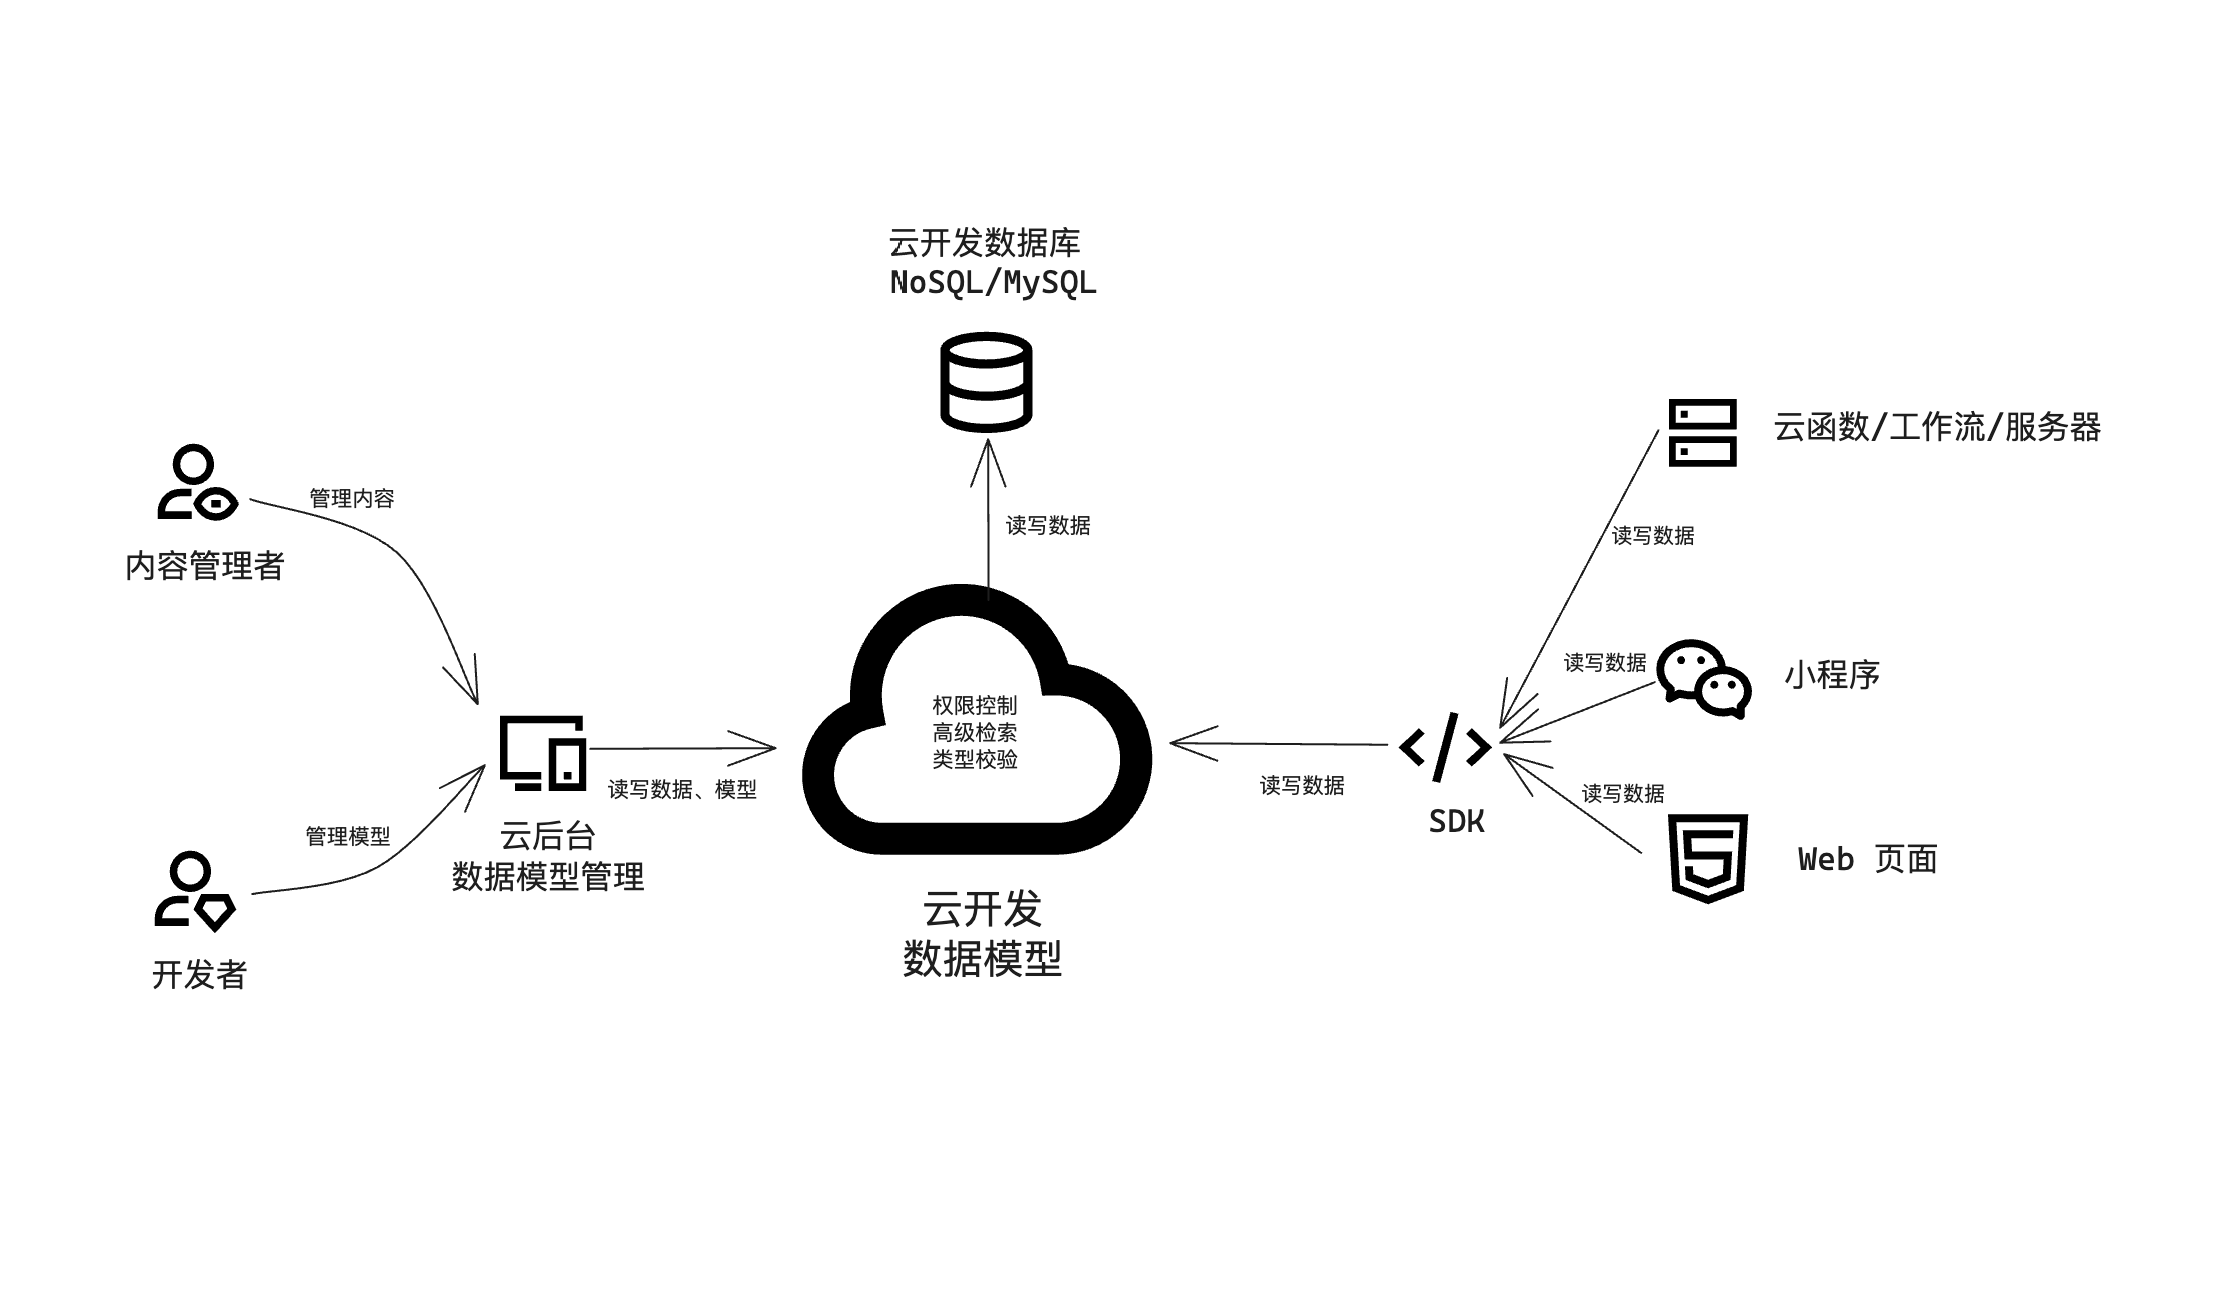 云开发数据库
NoSQL/MySQL
读写数据
管理内容
内容管理者
管理模型
开发者
云后台
数据模型管理
读写数据、模型
权限控制
高级检索
类型校验
云开发
数据模型
读写数据
SDK
云函数/工作流/服务器
读写数据
读写数据
小程序
读写数据
Web 页面